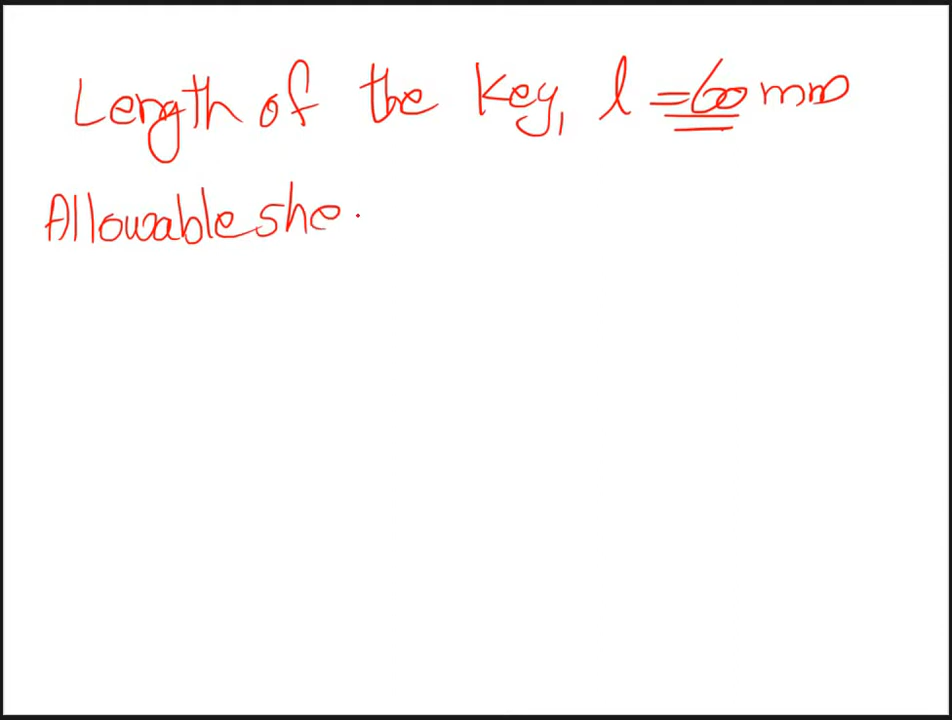 Length of the key, l = 60 mm
Allowable she